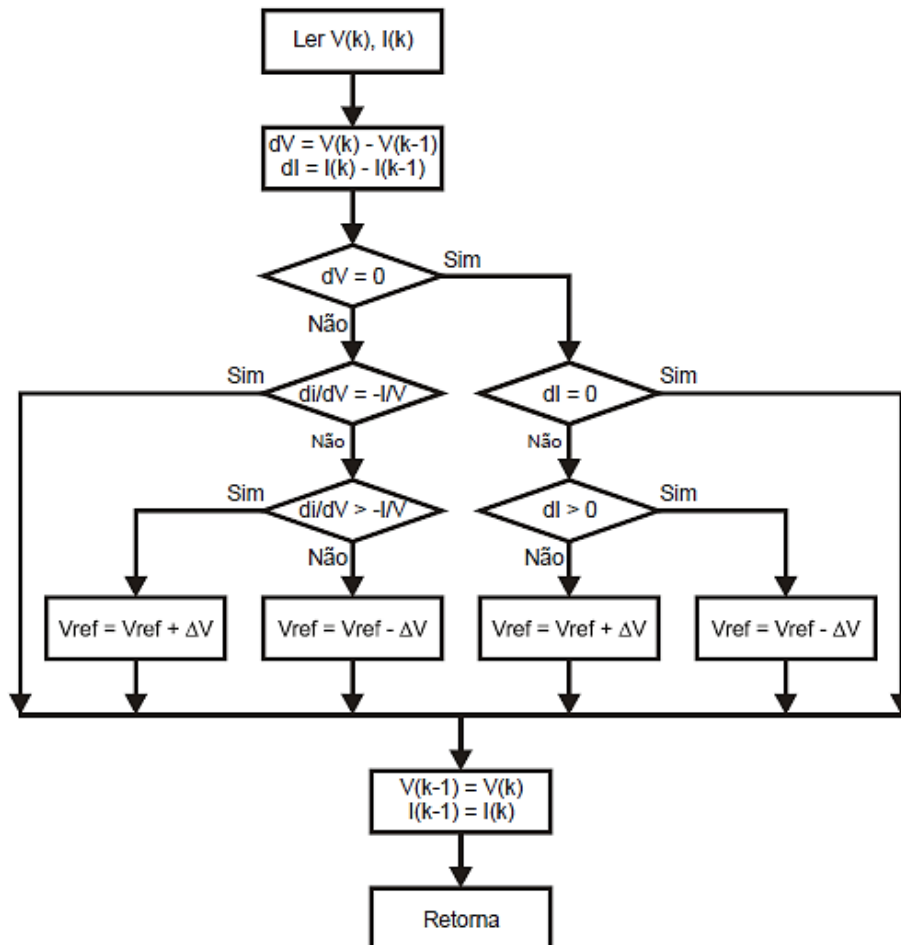 Ler V(k), I(k)
dV = V(k) - V(k-1)
dI = I(k) - I(k-1)
dV = 0
Sim
Não
Sim
di/dV = -I/V
dI = 0
Sim
Não
Não
Sim
di/dV > -I/V
dI > 0
Sim
Não
Não
Vref = Vref + ΔV
Vref = Vref - ΔV
Vref = Vref + ΔV
Vref = Vref - ΔV
V(k-1) = V(k)
I(k-1) = I(k)
Retorna